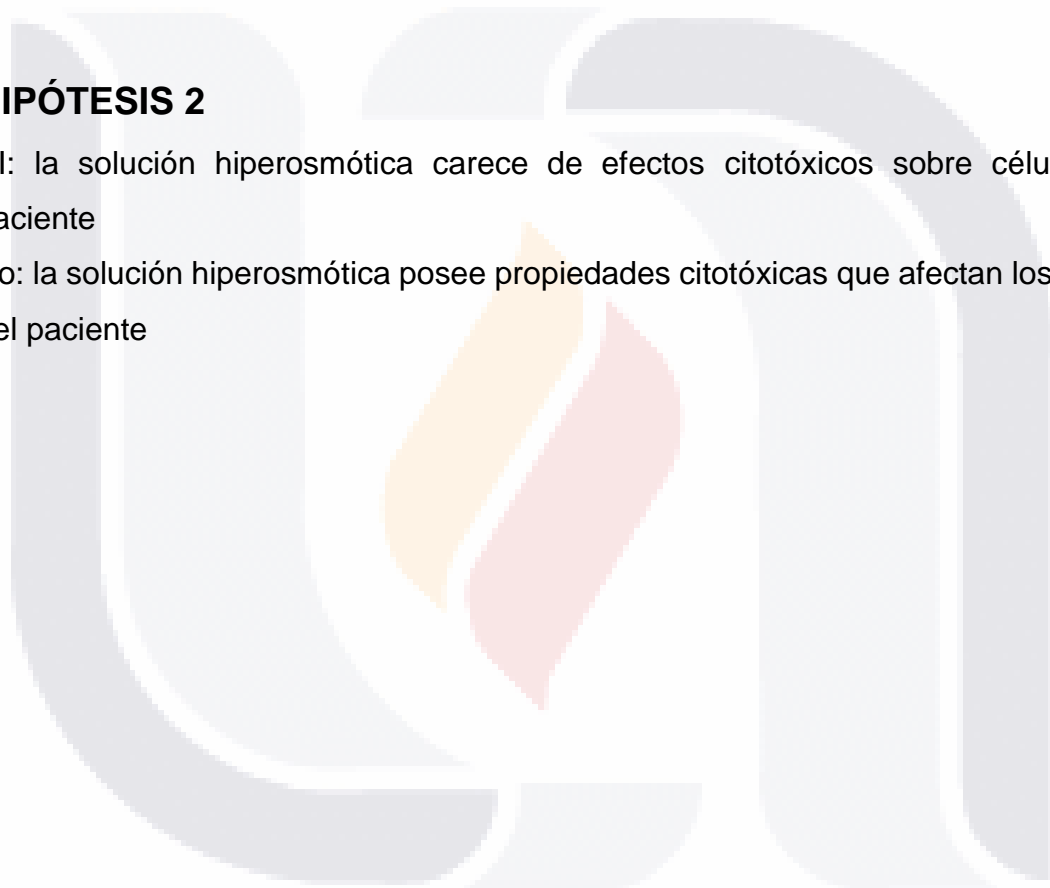 IPÓTESIS 2
I: la solución hiperosmótica carece de efectos citotóxicos sobre célu
aciente
o: la solución hiperosmótica posee propiedades citotóxicas que afectan los
el paciente